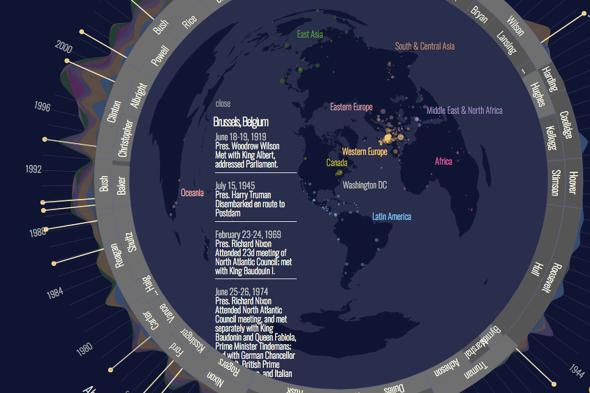 2000
1996
1992
1988
1984
1980
1944
Bush
Rice
Powell
Albright
Clinton
Christopher
Bush
Baker
Shultz
Reagan
Haig
Carter
Vance
Ford
Kissinger
Nixon
Rogers
Rusk
Dulles
Acheson
Truman
Roosevelt
Hull
Hoover
Stimson
Coolidge
Kellogg
Harding
Hughes
Wilson
Lansing
Bryan
East Asia
South & Central Asia
Eastern Europe
Middle East & North Africa
Western Europe
Canada
Africa
Washington DC
Oceania
Latin America
close
Brussels, Belgium
June 18-19, 1919
Pres. Woodrow Wilson
Met with King Albert,
addressed Parliament.
July 15, 1945
Pres. Harry Truman
Disembarked en route to
Potsdam
February 23-24, 1969
Pres. Richard Nixon
Attended 23d meeting of
North Atlantic Council; met
with King Baudouin I.
June 25-26, 1974
Pres. Richard Nixon
Attended North Atlantic
Council meeting, and met
separately with King
Baudouin and Queen Fabiola,
Prime Minister Tindemans;
with German Chancellor
British Prime
and Italian